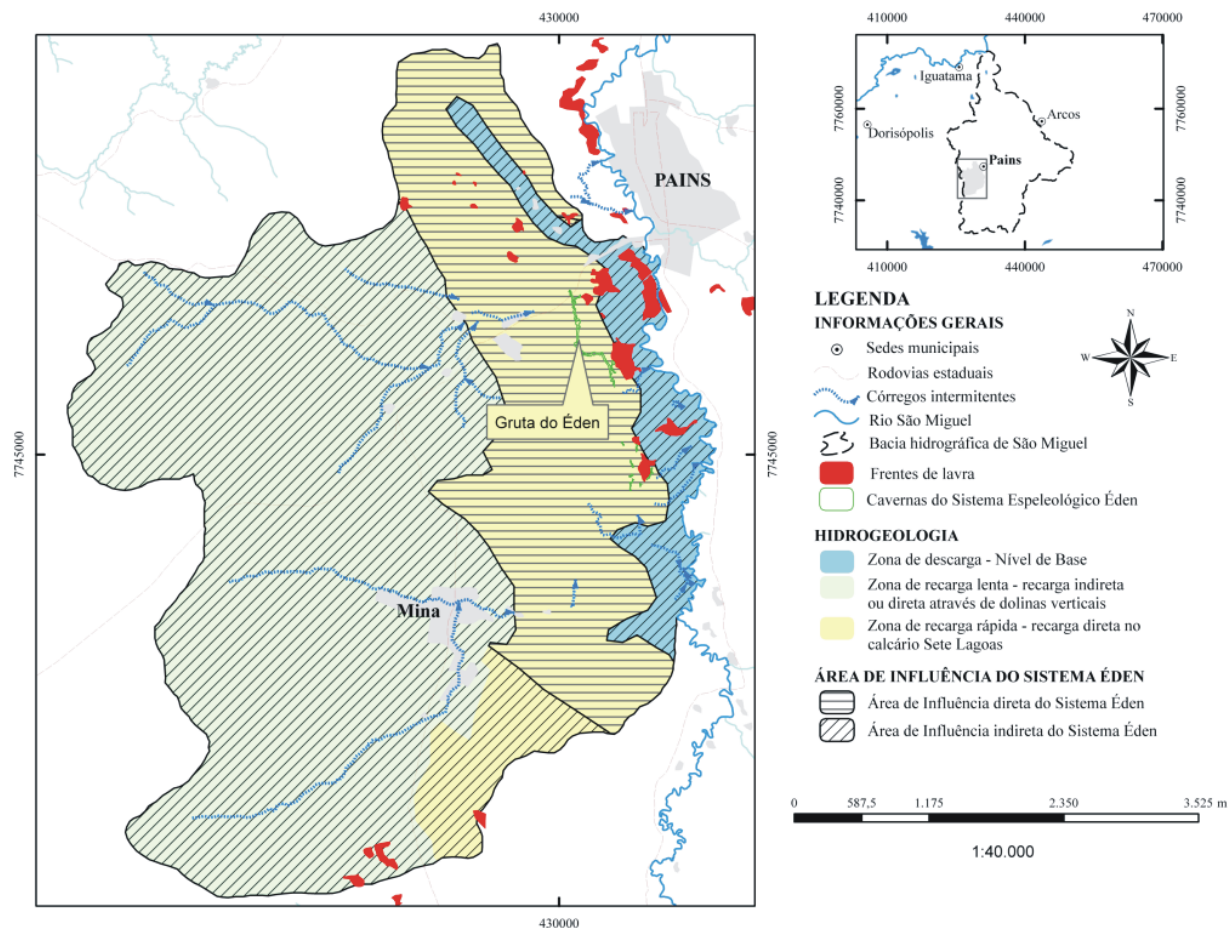 430000
7745000
7745000
430000
PAINS
Gruta do Éden
Mina
410000
440000
470000
7760000
7740000
7760000
7740000
410000
440000
470000
Iguatama
Arcos
Dorisópolis
Pains
LEGENDA
INFORMAÇÕES GERAIS
Sedes municipais
Rodovias estaduais
Córregos intermitentes
Rio São Miguel
Bacia hidrográfica de São Miguel
Frentes de lavra
Cavernas do Sistema Espeleológico Éden
N
W
E
S
HIDROGEOLOGIA
Zona de descarga - Nível de Base
Zona de recarga lenta - recarga indireta
ou direta através de dolinas verticais
Zona de recarga rápida - recarga direta no
calcário Sete Lagoas
ÁREA DE INFLUÊNCIA DO SISTEMA ÉDEN
Área de Influência direta do Sistema Éden
Área de Influência indireta do Sistema Éden
0 587,5 1.175 2.350 3.525 m
1:40.000